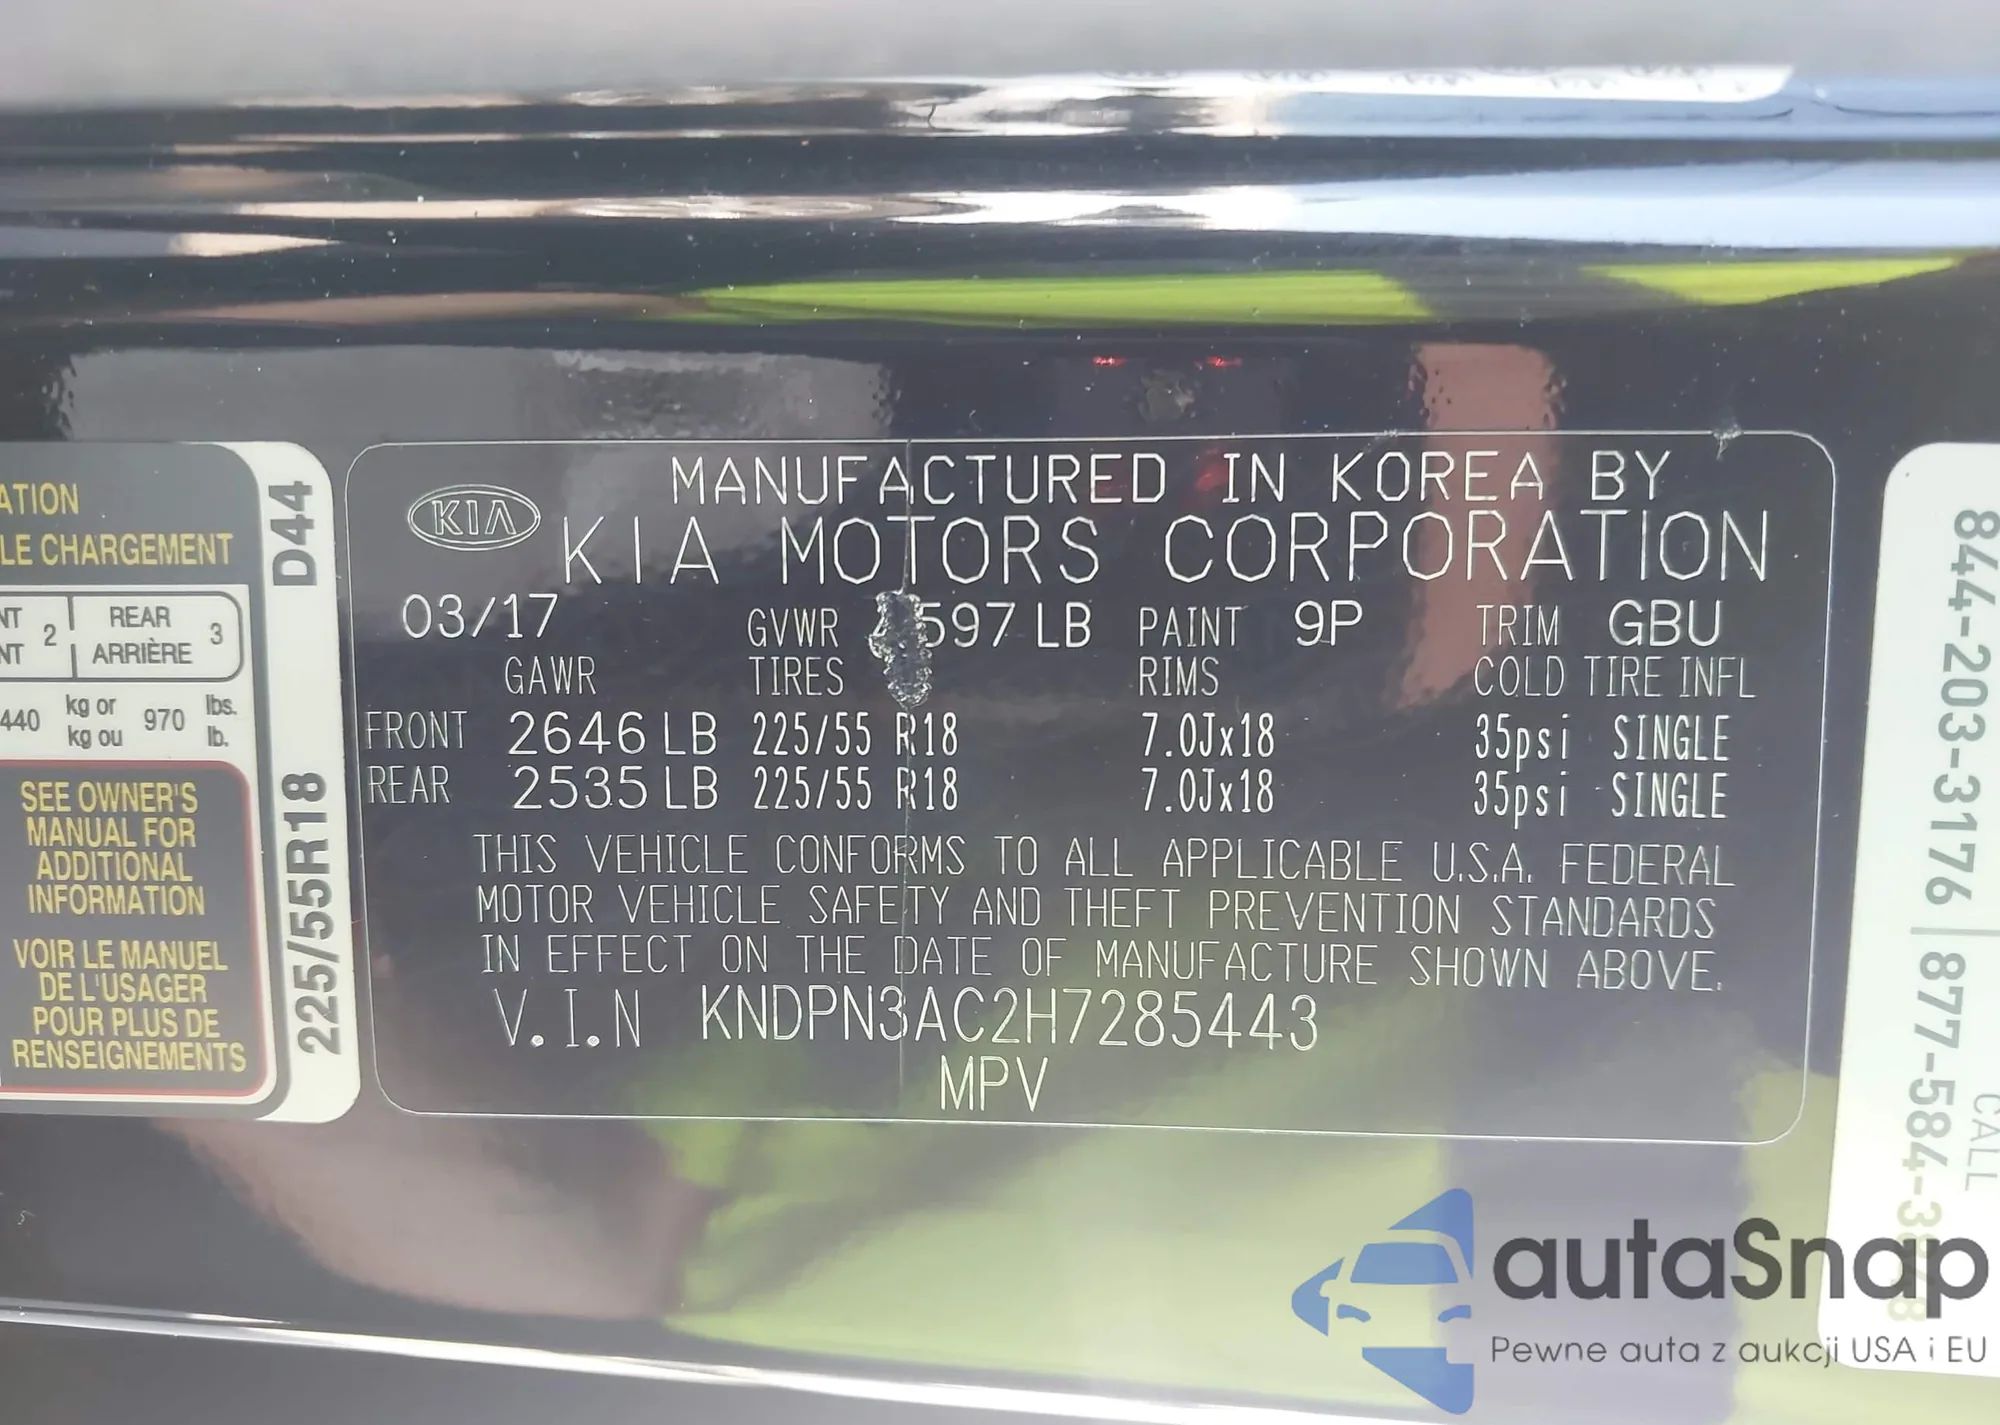 ATION
LE CHARGEMENT
NT 2 REAR 3
NT ARRIÈRE
440 kg or 970 lbs.
kg ou lb.
SEE OWNER'S
MANUAL FOR
ADDITIONAL
INFORMATION
VOIR LE MANUEL
DE L'USAGER
POUR PLUS DE
RENSEIGNEMENTS
D44
225/55R18
KIA
MANUFACTURED IN KOREA BY
KIA MOTORS CORPORATION
03/17 GVWR 597 LB PAINT 9P TRIM GBU
GAWR TIRES RIMS COLD TIRE INFL
FRONT 2646 LB 225/55 R18 7.0Jx18 35psi SINGLE
REAR 2535 LB 225/55 R18 7.0Jx18 35psi SINGLE
THIS VEHICLE CONFORMS TO ALL APPLICABLE U.S.A. FEDERAL
MOTOR VEHICLE SAFETY AND THEFT PREVENTION STANDARDS
IN EFFECT ON THE DATE OF MANUFACTURE SHOWN ABOVE.
V.I.N KNDPN3AC2H7285443
MPV
844-203-3176 | 877-584-38
CALL
autaSnap
Pewne auta z aukcji USA i EU